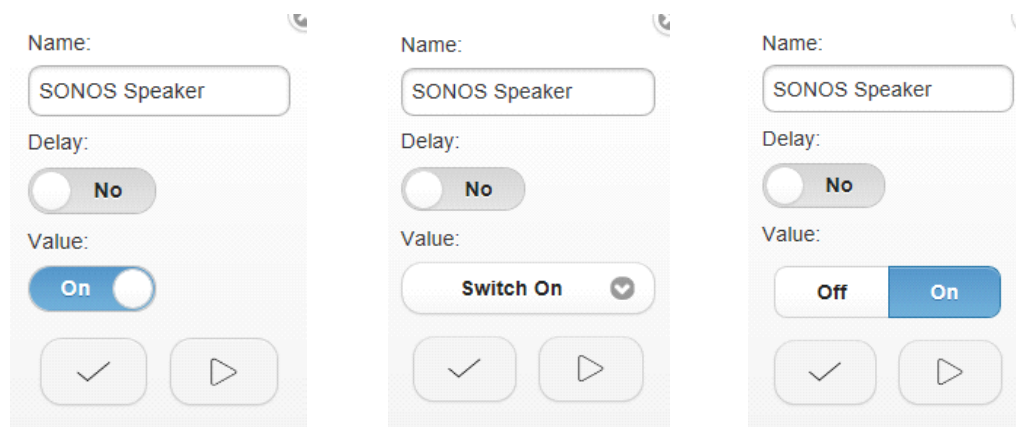 Name:
SONOS Speaker
Delay:
No
Value:
On
Name:
SONOS Speaker
Delay:
No
Value:
Switch On
Name:
SONOS Speaker
Delay:
No
Value:
Off On